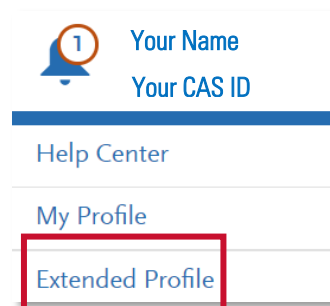 1
Your Name
Your CAS ID
Help Center
My Profile
Extended Profile